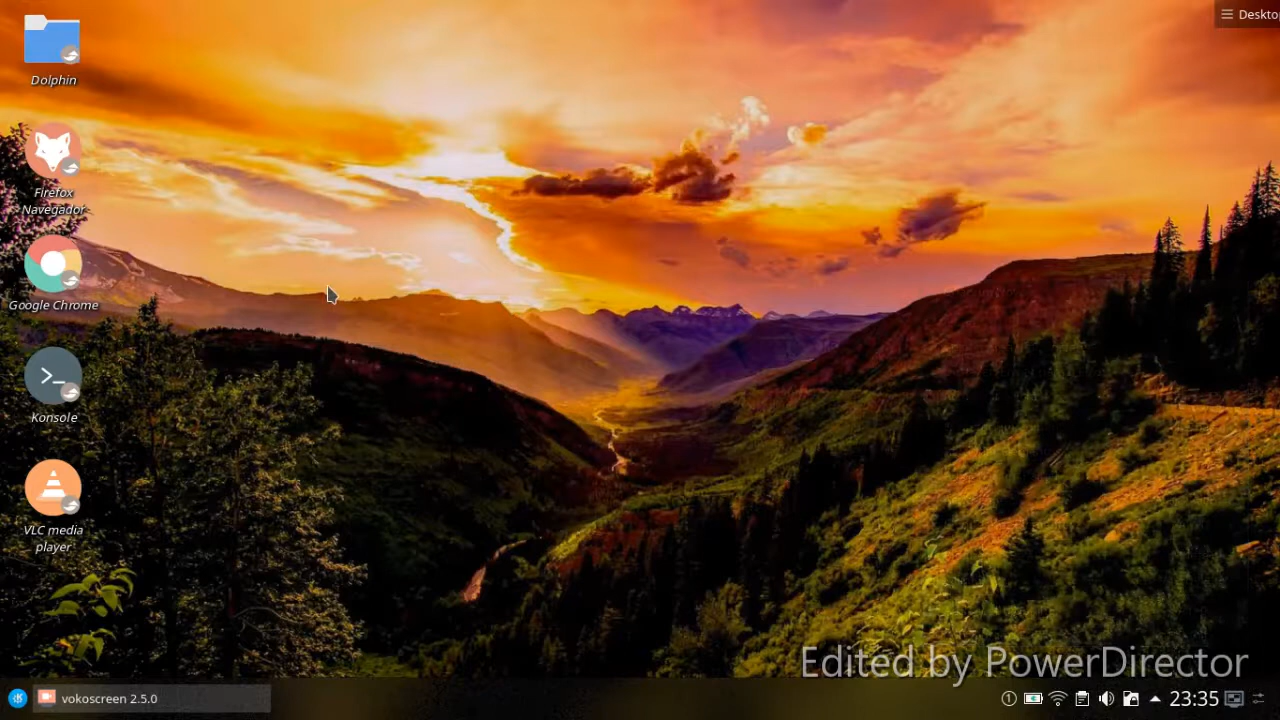 Desktop
Dolphin
Firefox
Navegador
Google Chrome
Konsole
VLC media
player
Edited by PowerDirector
vokoscreen 2.5.0
1
23:35